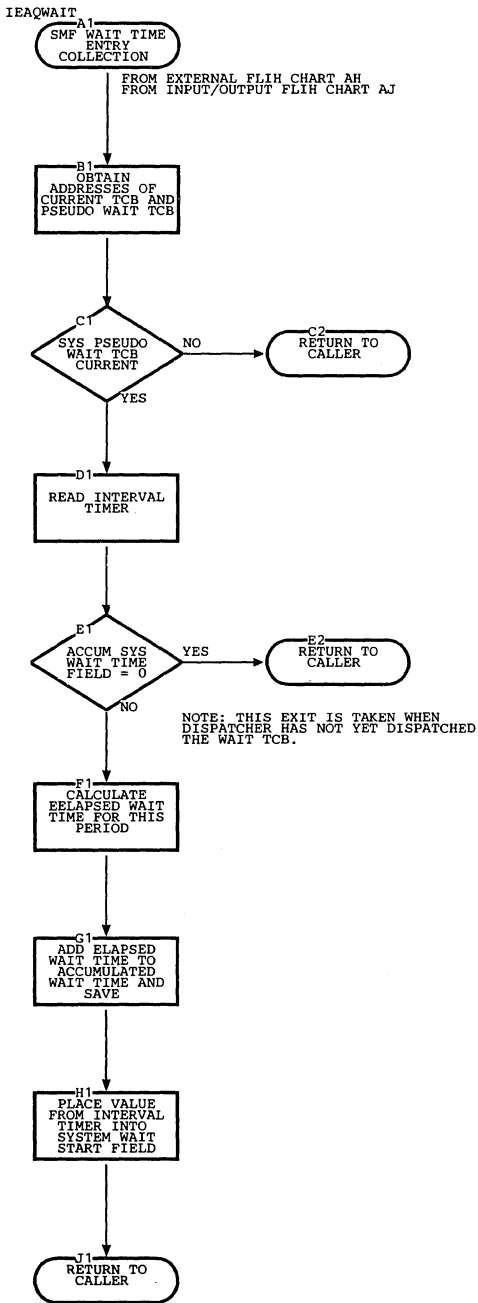 IEAQWAIT
A1
SMF WAIT TIME
ENTRY
COLLECTION
FROM EXTERNAL FLIH CHART AH
FROM INPUT/OUTPUT FLIH CHART AJ
B1
OBTAIN
ADDRESSES OF
CURRENT TCB AND
PSEUDO WAIT TCB
C1
SYS PSEUDO
WAIT TCB
CURRENT
NO
C2
RETURN TO
CALLER
YES
D1
READ INTERVAL
TIMER
E1
ACCUM SYS
WAIT TIME
FIELD = 0
YES
E2
RETURN TO
CALLER
NO
NOTE: THIS EXIT IS TAKEN WHEN
DISPATCHER HAS NOT YET DISPATCHED
THE WAIT TCB.
F1
CALCULATE
EELAPSED WAIT
TIME FOR THIS
PERIOD
G1
ADD ELAPSED
WAIT TIME TO
ACCUMULATED
WAIT TIME AND
SAVE
H1
PLACE VALUE
FROM INTERVAL
TIMER INTO
SYSTEM WAIT
START FIELD
J1
RETURN TO
CALLER